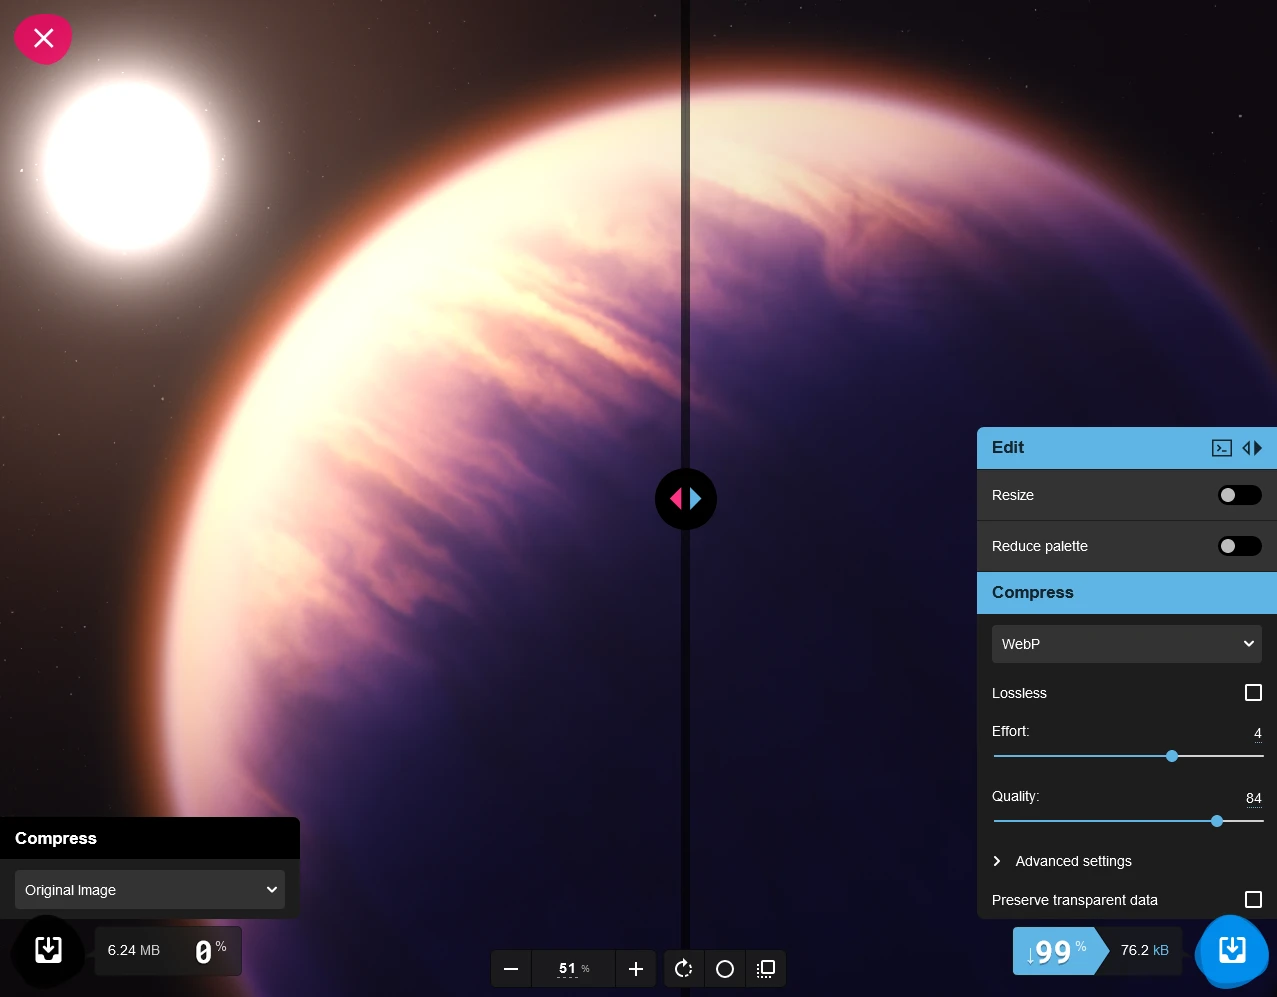 Edit
Resize
Reduce palette
Compress
WebP
Lossless
Effort:
4
Quality:
84
Advanced settings
Preserve transparent data
Compress
Original Image
6.24 MB
0 %
51 %
↓99 %
76.2 kB